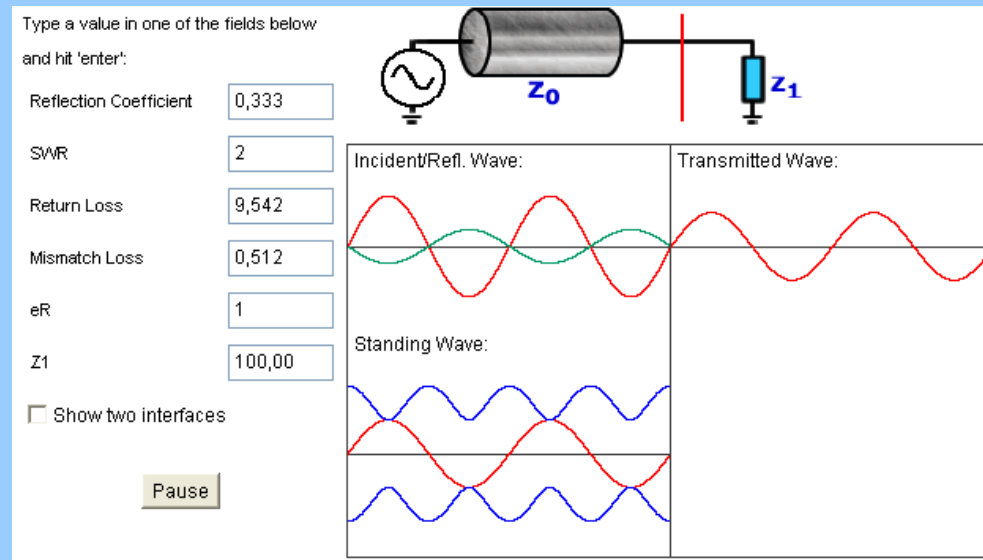 Type a value in one of the fields below
and hit 'enter':
Reflection Coefficient 0,333
SWR 2
Return Loss 9,542
Mismatch Loss 0,512
eR 1
Z1 100,00
Show two interfaces
Pause
Z0
Z1
Incident/Refl. Wave:
Transmitted Wave:
Standing Wave: